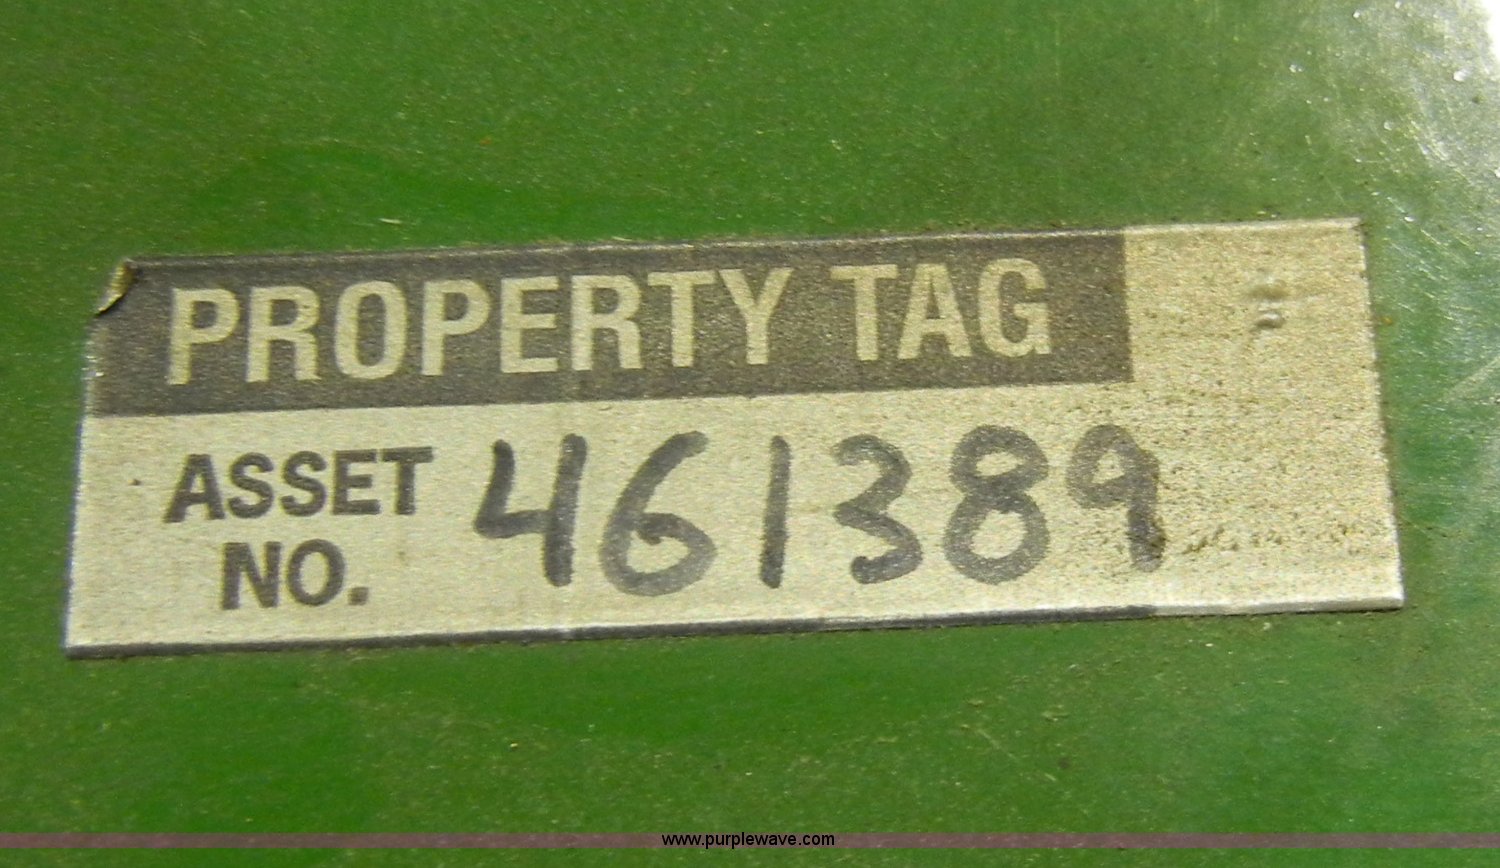 PROPERTY TAG
ASSET NO. 461389
www.purplewave.com